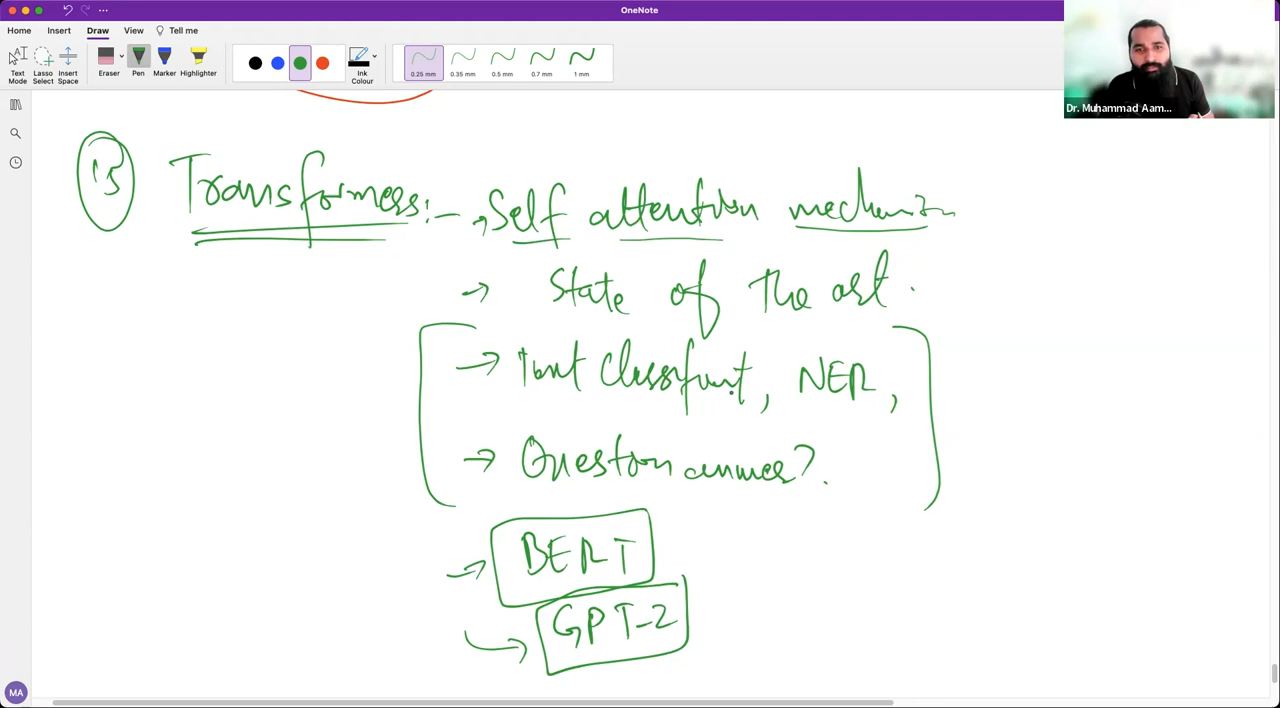 OneNote
Home Insert Draw View Tell me
Text Mode Lasso Select Insert Space Eraser Pen Marker Highlighter Ink Colour 0.25 mm 0.35 mm 0.5 mm 0.7 mm 1 mm
Dr. Muhammad Aam...
Transformers:- → Self attention mechanism
→ State of the art.
→ Text Classificat, NER,
→ Question answer?
→ BERT
→ GPT-2
MA